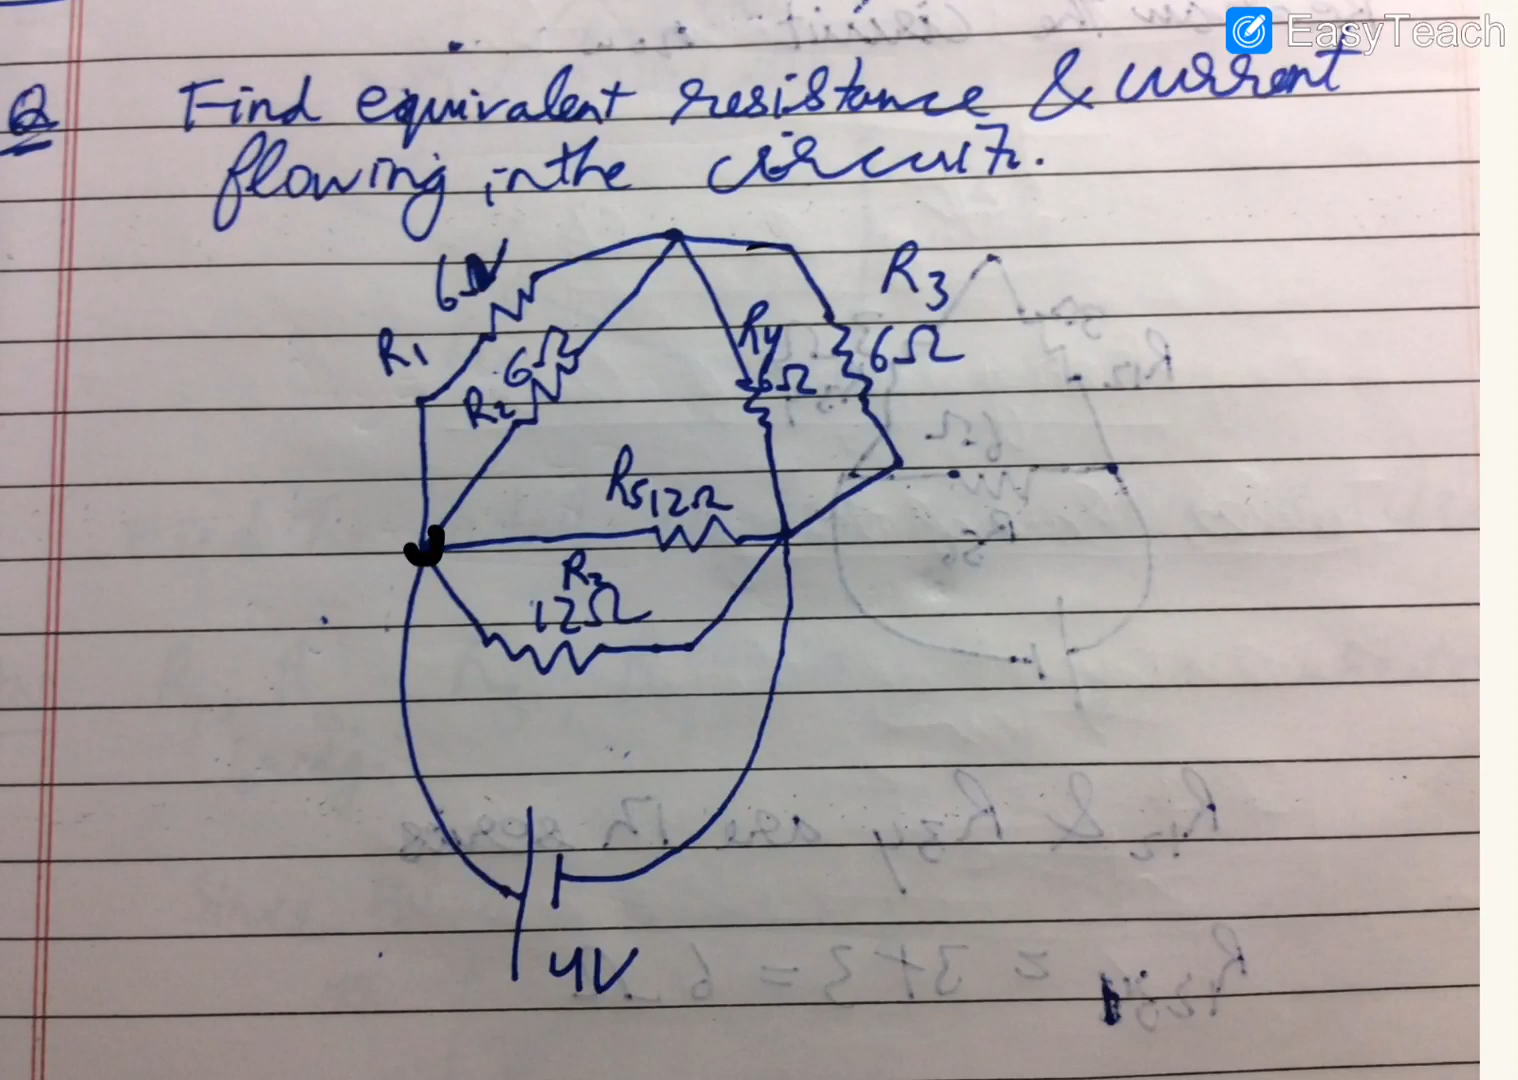 EasyTeach
Q Find equivalent resistance & current
flowing in the circuit.
6Ω
R1
R2 6Ω
R4
6Ω
R3
6Ω
R5 12Ω
R3
12Ω
4V